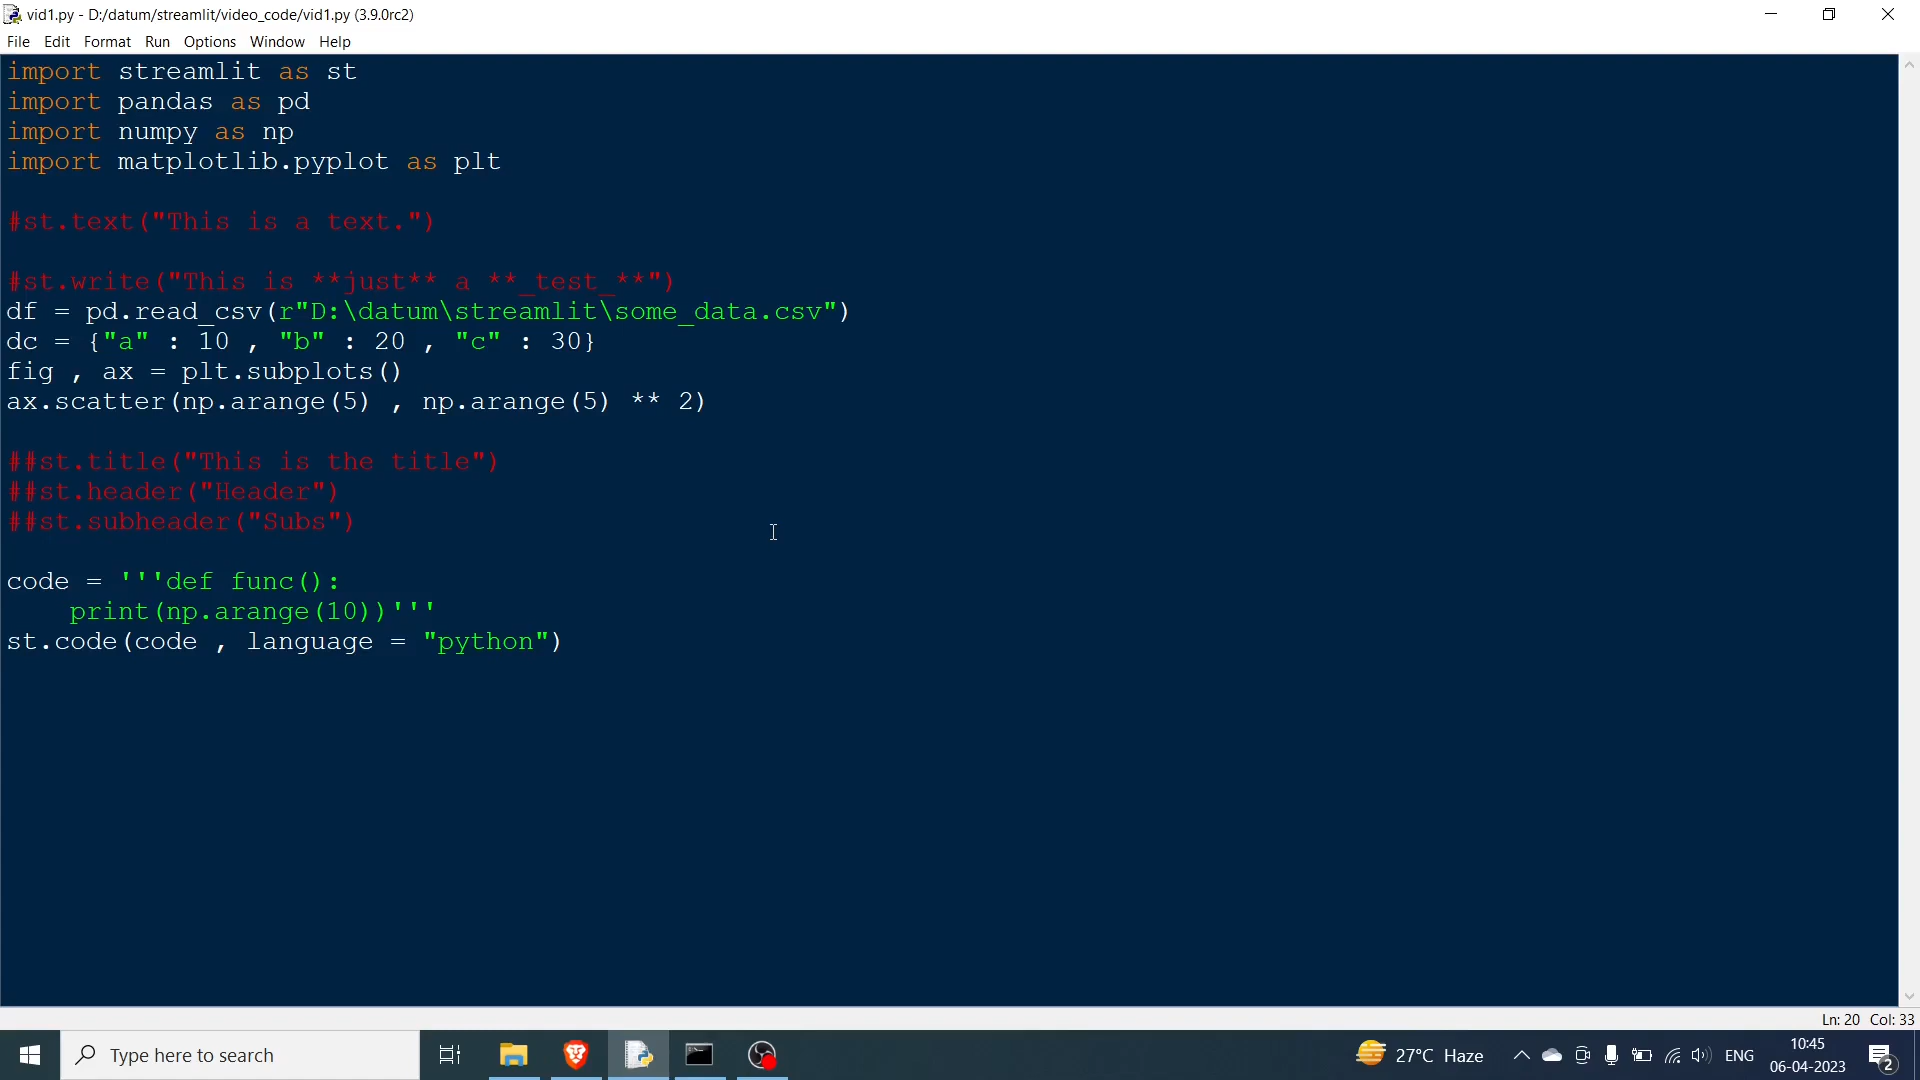 vid1.py - D:/datum/streamlit/video_code/vid1.py (3.9.0rc2)
File Edit Format Run Options Window Help
import streamlit as st
import pandas as pd
import numpy as np
import matplotlib.pyplot as plt
#st.text("This is a text.")
#st.write("This is **just** a **_test_**")
df = pd.read_csv(r"D:\datum\streamlit\some_data.csv")
dc = {"a" : 10 , "b" : 20 , "c" : 30}
fig , ax = plt.subplots()
ax.scatter(np.arange(5) , np.arange(5) ** 2)
##st.title("This is the title")
##st.header("Header")
##st.subheader("Subs")
code = '''def func():
    print(np.arange(10))'''
st.code(code , language = "python")
Ln: 20 Col: 33
Type here to search
27°C Haze
ENG
10:45
06-04-2023
2